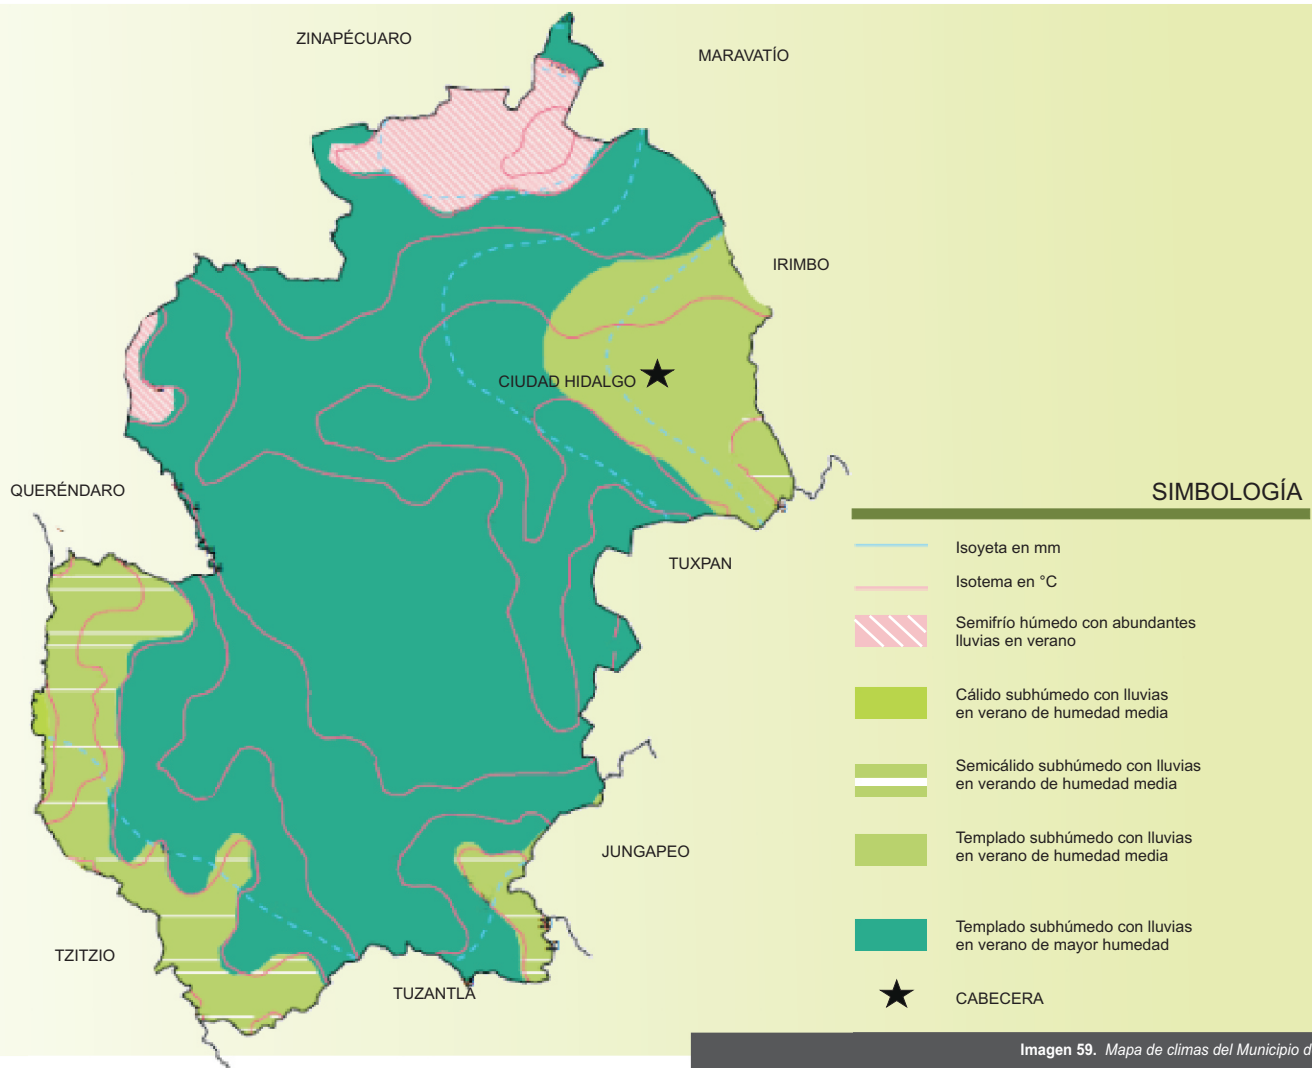 ZINAPÉCUARO
MARAVATÍO
IRIMBO
CIUDAD HIDALGO
QUERÉNDARO
TUXPAN
JUNGAPEO
TZITZIO
TUZANTLA
SIMBOLOGÍA
Isoyeta en mm
Isotema en °C
Semifrío húmedo con abundantes
lluvias en verano
Cálido subhúmedo con lluvias
en verano de humedad media
Semicálido subhúmedo con lluvias
en verando de humedad media
Templado subhúmedo con lluvias
en verano de humedad media
Templado subhúmedo con lluvias
en verano de mayor humedad
CABECERA
Imagen 59. Mapa de climas del Municipio d